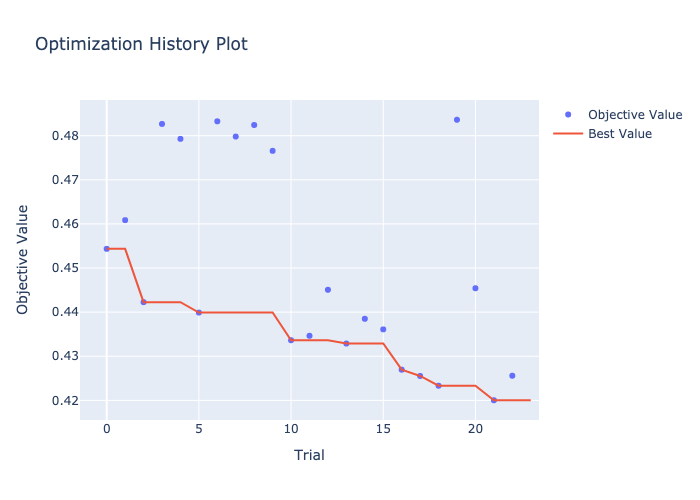 Optimization History Plot
Objective Value
Best Value
0.48
0.47
0.46
0.45
0.44
0.43
0.42
Objective Value
0
5
10
15
20
Trial